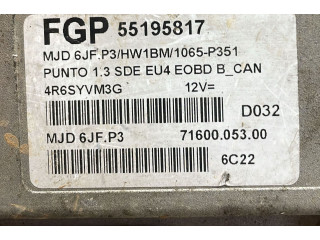 FGP 55195817
MJD 6JF.P3/HW1BM/1065-P351
PUNTO 1.3 SDE EU4 EOBD B_CAN
4R6SYVM3G 12V=
D032
MJD 6JF.P3 71600.053.00
6C22